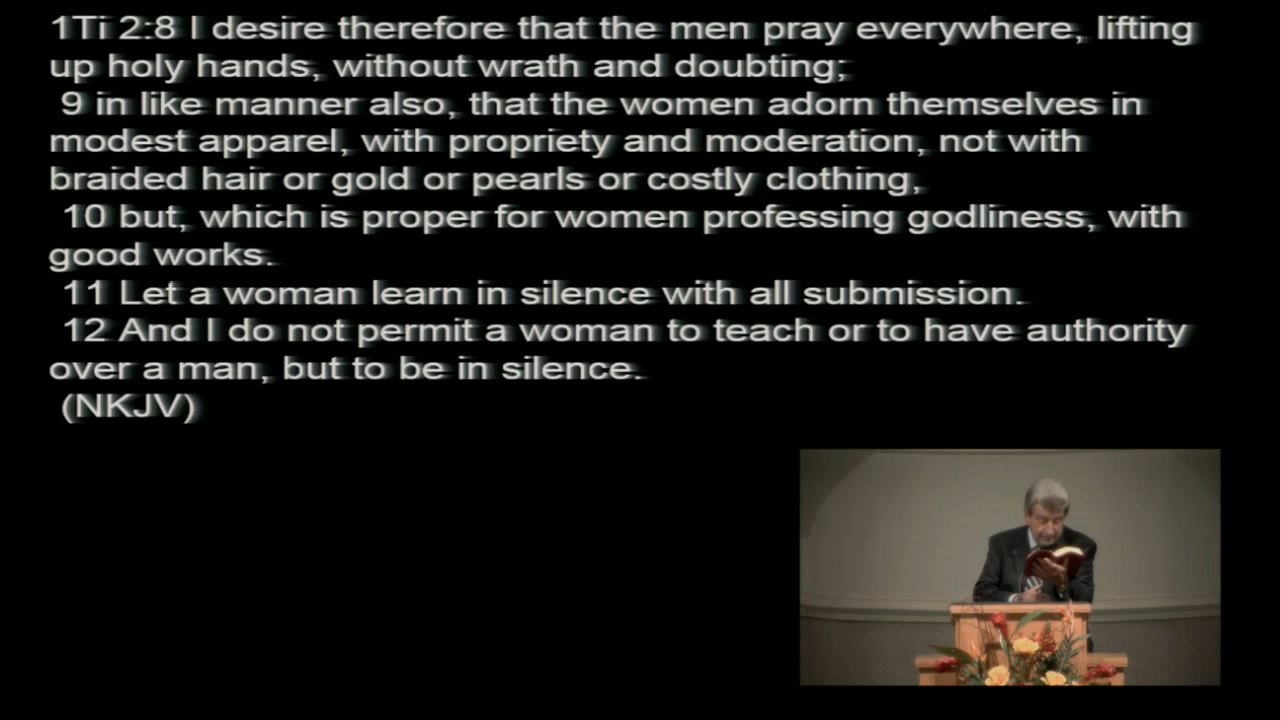 1Ti 2:8 I desire therefore that the men pray everywhere, lifting
up holy hands, without wrath and doubting;
9 in like manner also, that the women adorn themselves in
modest apparel, with propriety and moderation, not with
braided hair or gold or pearls or costly clothing,
10 but, which is proper for women professing godliness, with
good works.
11 Let a woman learn in silence with all submission.
12 And I do not permit a woman to teach or to have authority
over a man, but to be in silence.
(NKJV)